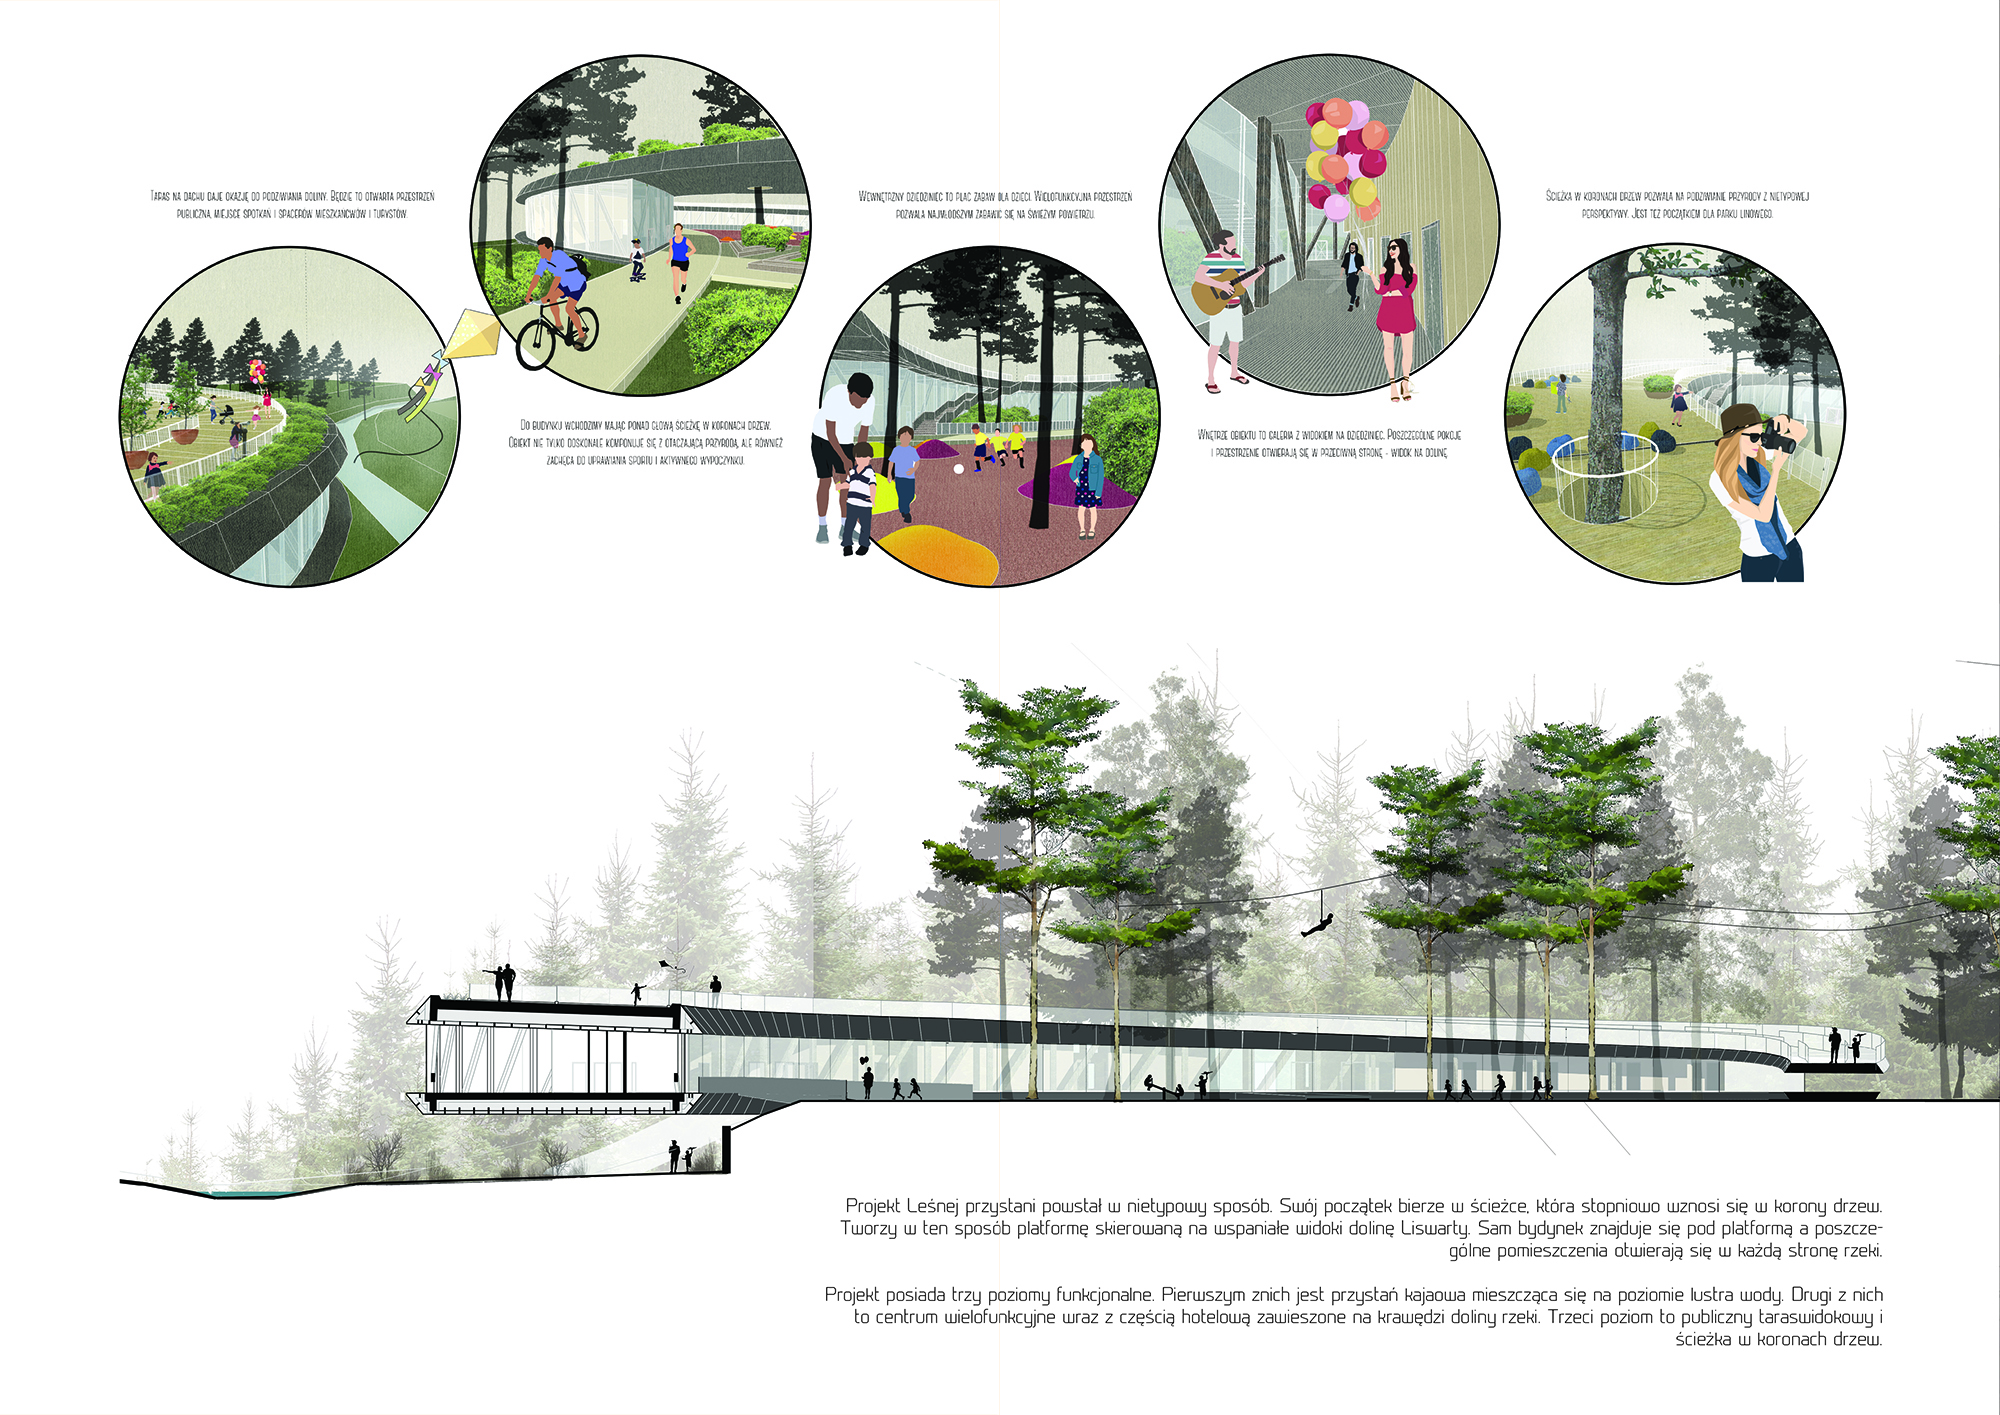 TARAS NA DACHU DAJE OKAZJĘ DO PODZIWIANIA DOLINY. BĘDZIE TO OTWARTA PRZESTRZEŃ
PUBLICZNA, MIEJSCE SPOTKAŃ I SPACERÓW MIESZKAŃCÓW I TURYSTÓW.
DO BUDYNKU WCHODZIMY MAJĄC PONAD GŁOWĄ ŚCIEŻKĘ W KORONACH DRZEW.
OBIEKT NIE TYLKO DOSKONALE KOMPONUJE SIĘ Z OTACZAJĄCĄ PRZYRODĄ, ALE RÓWNIEŻ
ZACHĘCA DO UPRAWIANIA SPORTU I AKTYWNEGO WYPOCZYNKU.
WEWNĘTRZNY DZIEDZINIEC TO PLAC ZABAW DLA DZIECI. WIELOFUNKCYJNA PRZESTRZEŃ
POZWALA NAJMŁODSZYM ZABAWIĆ SIĘ NA ŚWIEŻYM POWIETRZU.
WNĘTRZE OBIEKTU TO GALERIA Z WIDOKIEM NA DZIEDZINIEC. POSZCZEGÓLNE POKOJE
I PRZESTRZENIE OTWIERAJĄ SIĘ W PRZECIWNĄ STRONĘ - WIDOK NA DOLINĘ
ŚCIEŻKA W KORONACH DRZEW POZWALA NA PODZIWIANIE PRZYRODY Z NIETYPOWEJ
PERSPEKTYWY. JEST TEŻ POCZĄTKIEM DLA PARKU LINOWEGO.
Projekt Leśnej przystani powstał w nietypowy sposób. Swój początek bierze w ścieżce, która stopniowo wznosi się w korony drzew.
Tworzy w ten sposób platformę skierowaną na wspaniałe widoki dolinę Liswarty. Sam bydynek znajduje się pod platformą a poszcze-
gólne pomieszczenia otwierają się w każdą stronę rzeki.
Projekt posiada trzy poziomy funkcjonalne. Pierwszym znich jest przystań kajaowa mieszcząca się na poziomie lustra wody. Drugi z nich
to centrum wielofunkcyjne wraz z częścią hotelową zawieszone na krawędzi doliny rzeki. Trzeci poziom to publiczny taraswidokowy i
ścieżka w koronach drzew.